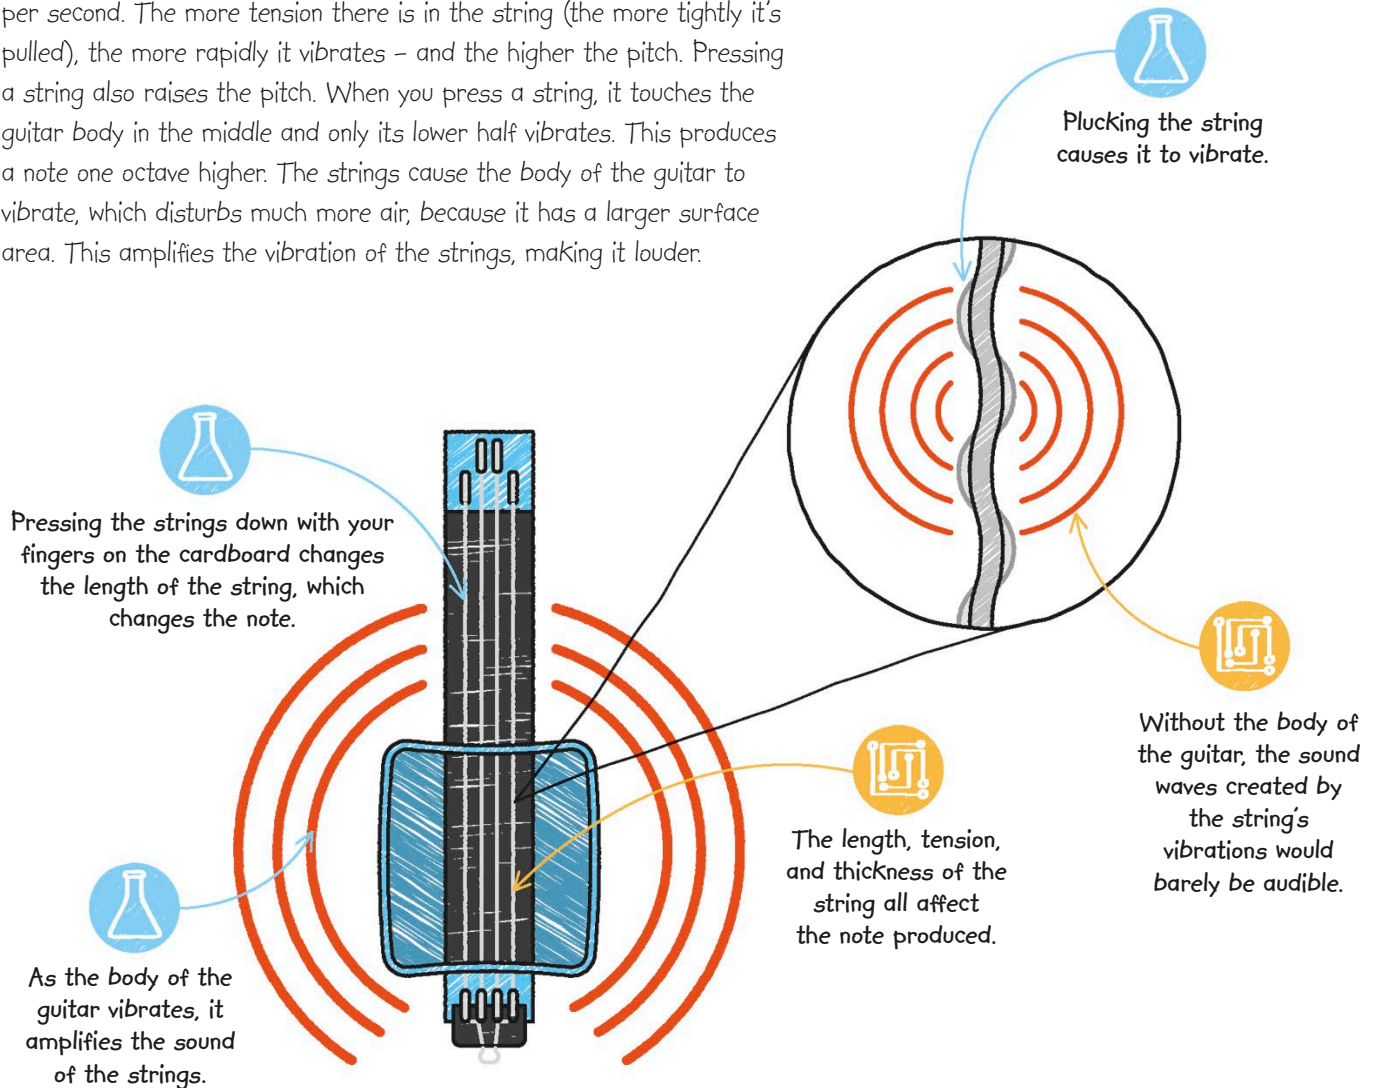 per second. The more tension there is in the string (the more tightly it's
pulled), the more rapidly it vibrates – and the higher the pitch. Pressing
a string also raises the pitch. When you press a string, it touches the
guitar body in the middle and only its lower half vibrates. This produces
a note one octave higher. The strings cause the body of the guitar to
vibrate, which disturbs much more air, because it has a larger surface
area. This amplifies the vibration of the strings, making it louder.
Plucking the string
causes it to vibrate.
Pressing the strings down with your
fingers on the cardboard changes
the length of the string, which
changes the note.
Without the body of
the guitar, the sound
waves created by
the string's
vibrations would
barely be audible.
The length, tension,
and thickness of the
string all affect
the note produced.
As the body of the
guitar vibrates, it
amplifies the sound
of the strings.